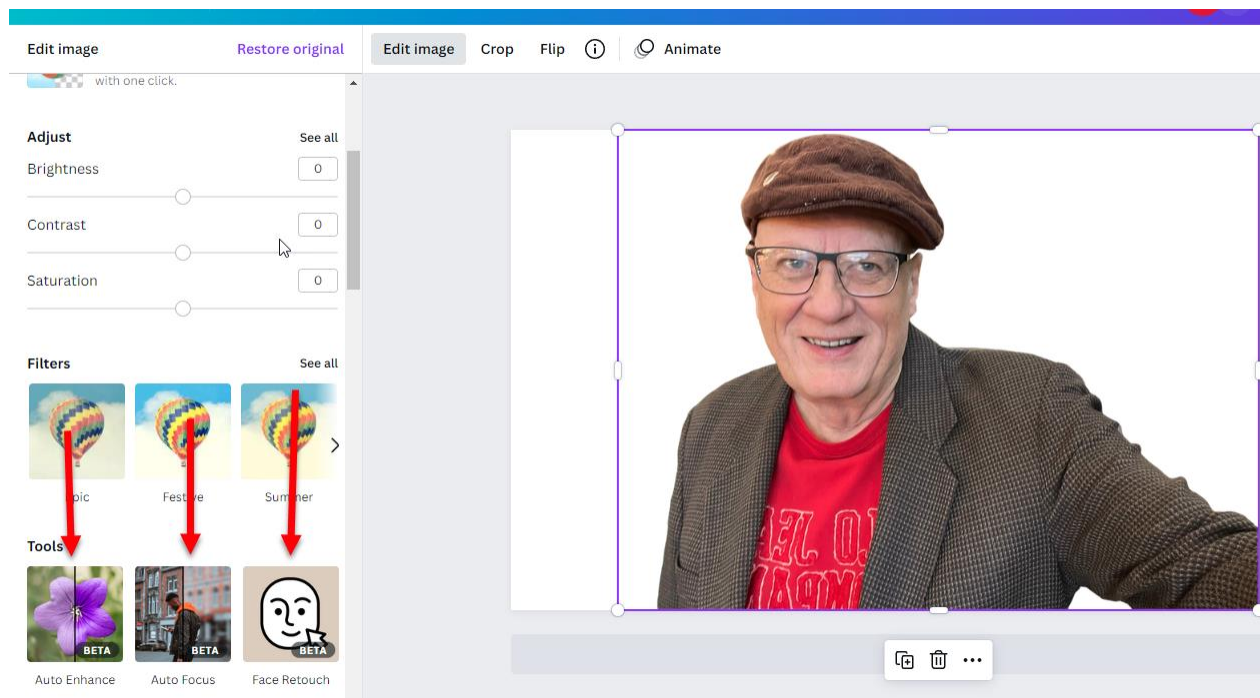 Edit image
Restore original
Edit image
Crop
Flip
Animate
with one click.
Adjust
See all
Brightness
0
Contrast
0
Saturation
0
Filters
See all
Festive
Summer
Tools
BETA
BETA
BETA
Auto Enhance
Auto Focus
Face Retouch